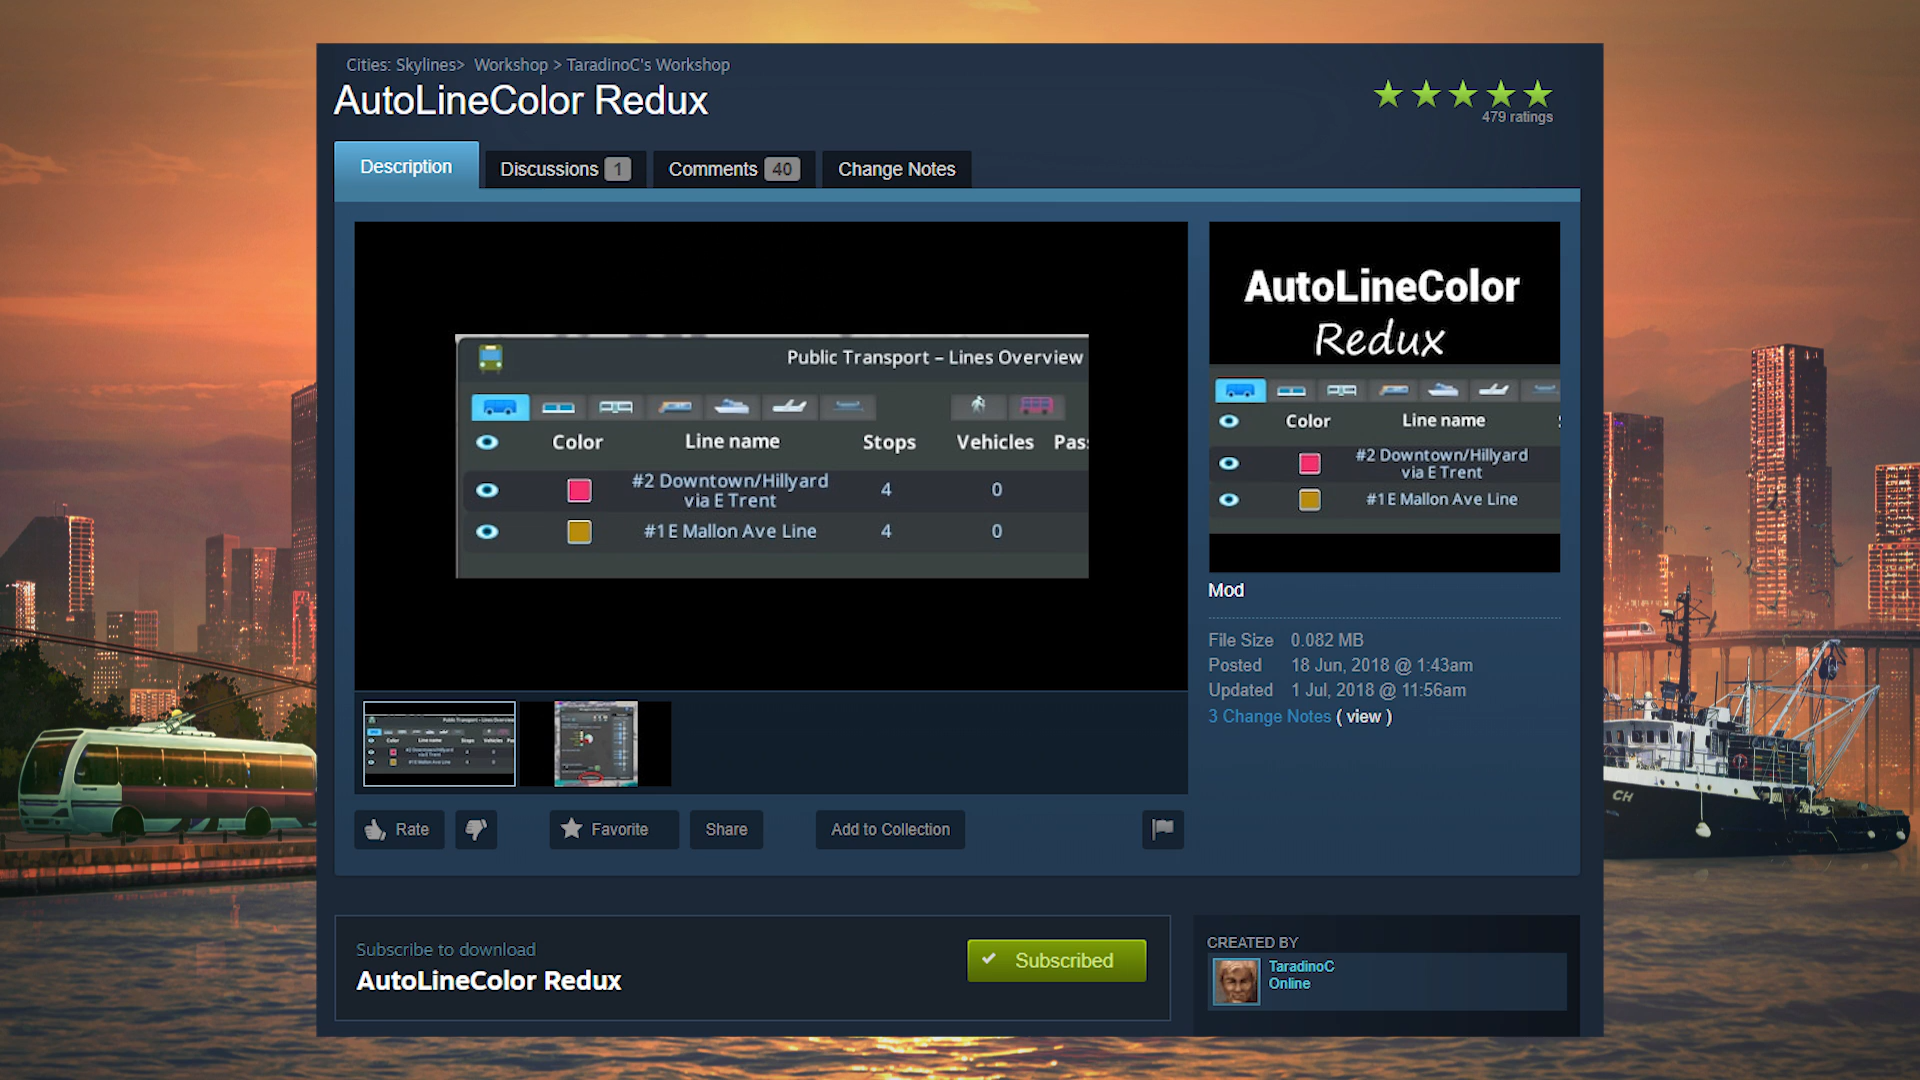 Cities: Skylines> Workshop > TaradinoC's Workshop
AutoLineColor Redux
479 ratings
Description
Discussions 1
Comments 40
Change Notes
Public Transport – Lines Overview
Color Line name Stops Vehicles Pas
#2 Downtown/Hillyard via E Trent 4 0
#1 E Mallon Ave Line 4 0
AutoLineColor
Redux
Color Line name
#2 Downtown/Hillyard
via E Trent
#1 E Mallon Ave Line
Mod
File Size 0.082 MB
Posted 18 Jun, 2018 @ 1:43am
Updated 1 Jul, 2018 @ 11:56am
3 Change Notes ( view )
Rate
Favorite
Share
Add to Collection
Subscribe to download
AutoLineColor Redux
Subscribed
CREATED BY
TaradinoC
Online
CH